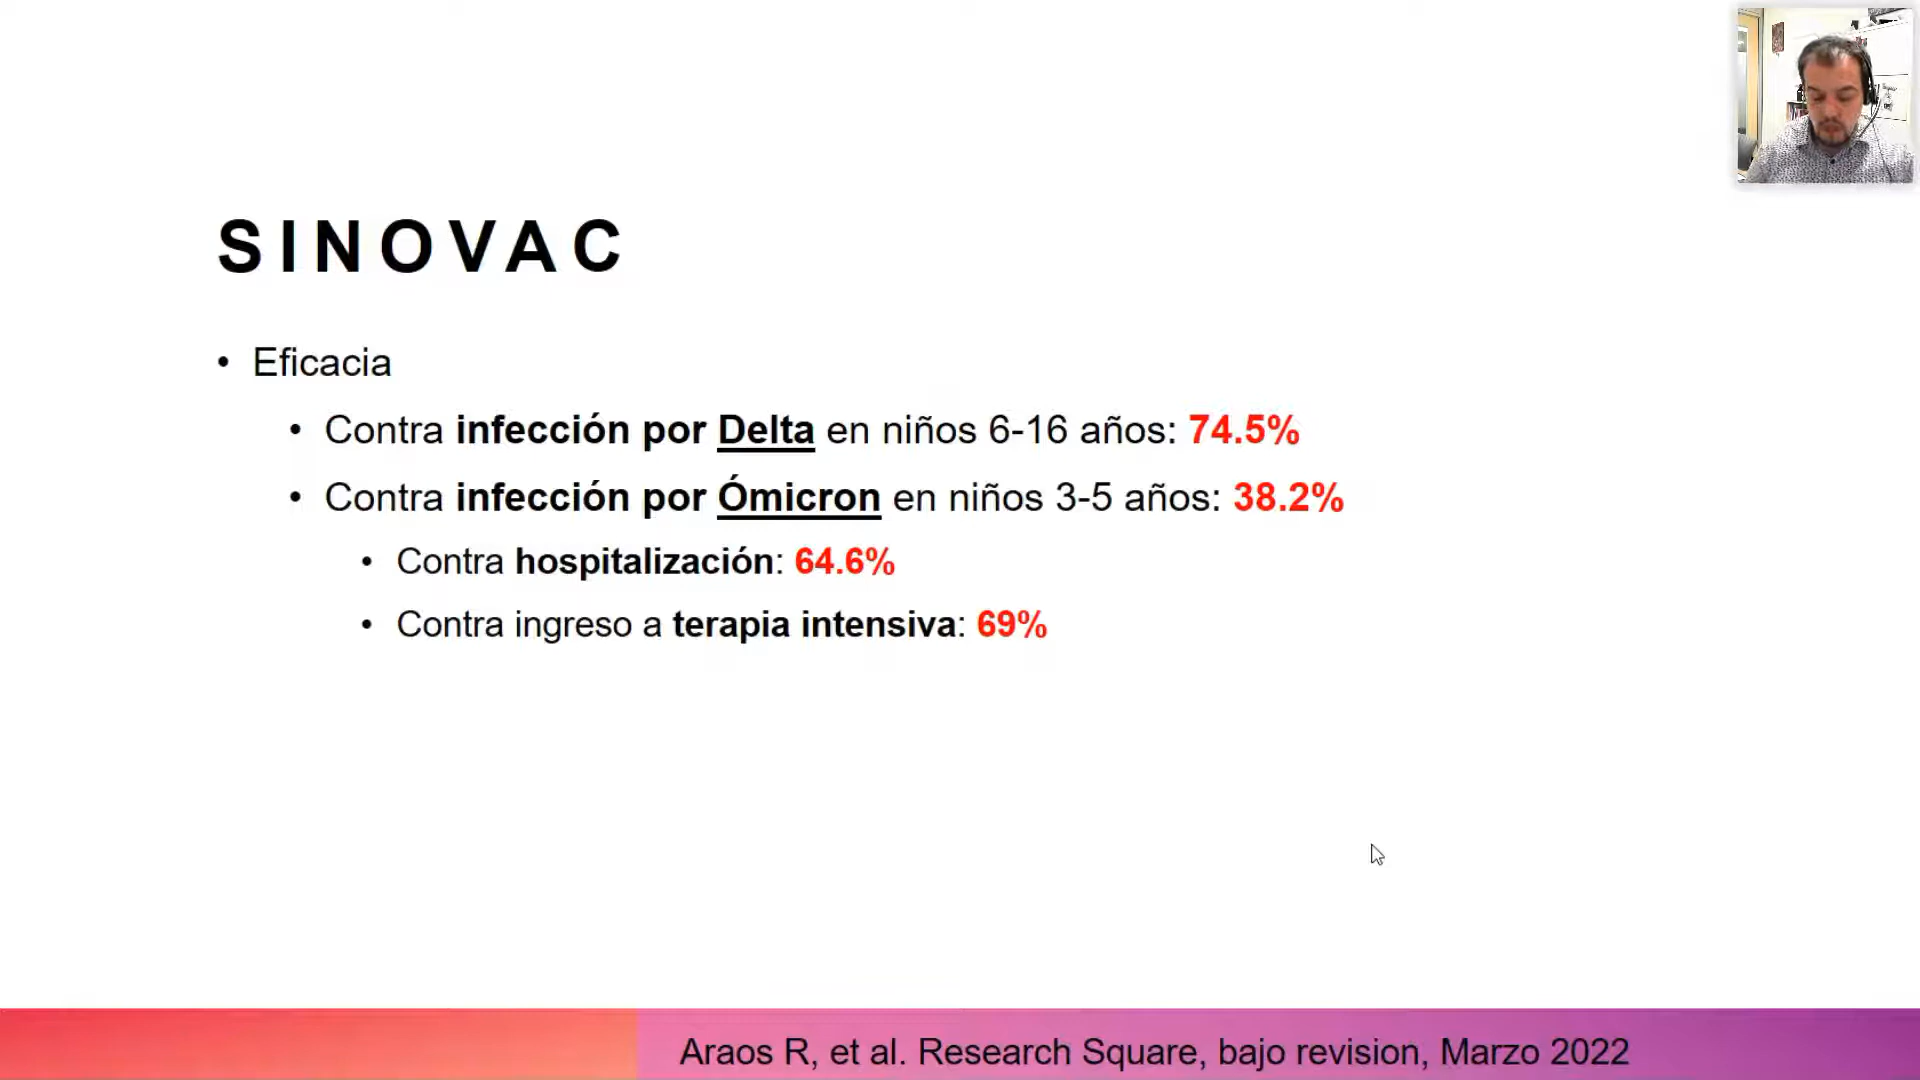 SINOVAC
• Eficacia
• Contra infección por Delta en niños 6-16 años: 74.5%
• Contra infección por Ómicron en niños 3-5 años: 38.2%
• Contra hospitalización: 64.6%
• Contra ingreso a terapia intensiva: 69%
Araos R, et al. Research Square, bajo revision, Marzo 2022